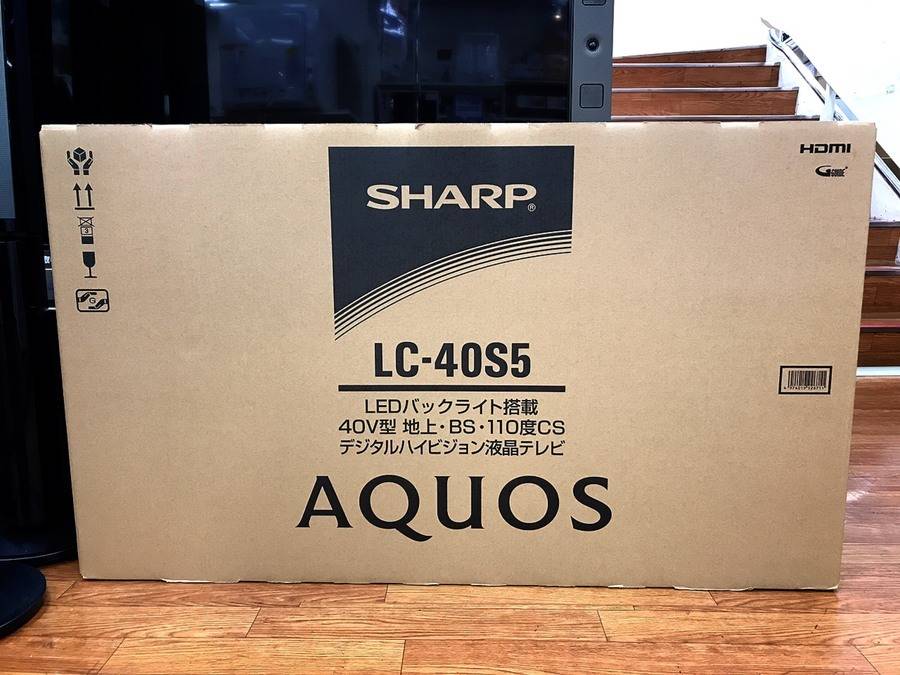 HDMI
G-GUIDE
SHARP®
3
G
LC-40S5
LEDバックライト搭載
40V型 地上・BS・110度CS
デジタルハイビジョン液晶テレビ
AQUOS